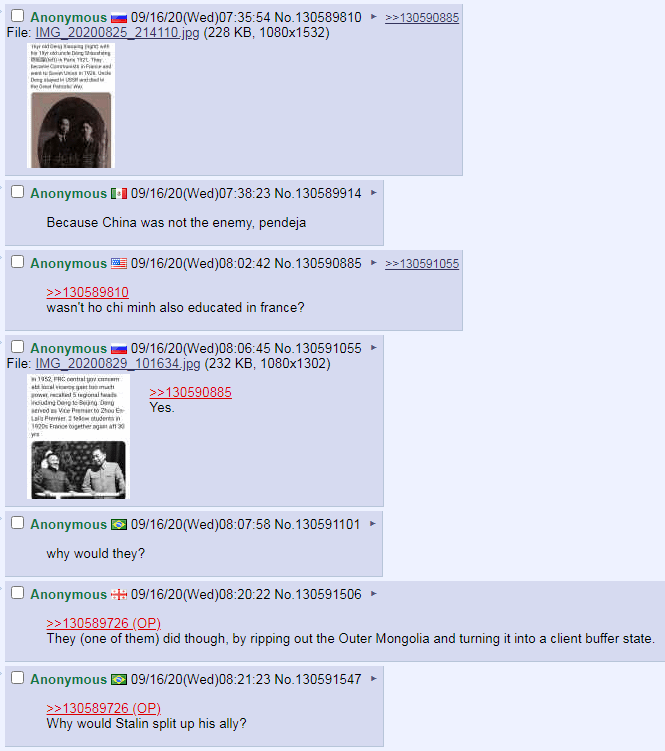 Anonymous 09/16/20(Wed)07:35:54 No.130589810 ► >>130590885
File: IMG_20200825_214110.jpg (228 KB, 1080x1532)
16yr old Deng Xiaoping (right) with
his 19yr old uncle Deng Shaosheng
(left) in Paris 1921. They
became Communists in France and
went to Soviet Union in 1926. Uncle
Deng stayed in USSR and died in
the Great Patriotic War.
Anonymous 09/16/20(Wed)07:38:23 No.130589914 ►
Because China was not the enemy, pendeja
Anonymous 09/16/20(Wed)08:02:42 No.130590885 ► >>130591055
>>130589810
wasn't ho chi minh also educated in france?
Anonymous 09/16/20(Wed)08:06:45 No.130591055 ►
File: IMG_20200829_101634.jpg (232 KB, 1080x1302)
In 1952, PRC central gov concern
abt local viceroy gain too much
power, recalled 5 regional heads
including Deng to Beijing. Deng
served as Vice Premier to Zhou En-
Lai's Premier. 2 fellow students in
1920s France together again aft 30
yrs
>>130590885
Yes.
Anonymous 09/16/20(Wed)08:07:58 No.130591101 ►
why would they?
Anonymous 09/16/20(Wed)08:20:22 No.130591506 ►
>>130589726 (OP)
They (one of them) did though, by ripping out the Outer Mongolia and turning it into a client buffer state.
Anonymous 09/16/20(Wed)08:21:23 No.130591547 ►
>>130589726 (OP)
Why would Stalin split up his ally?